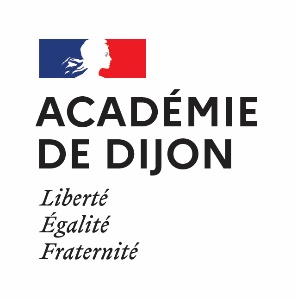 ACADÉMIE
DE DIJON
Liberté
Égalité
Fraternité